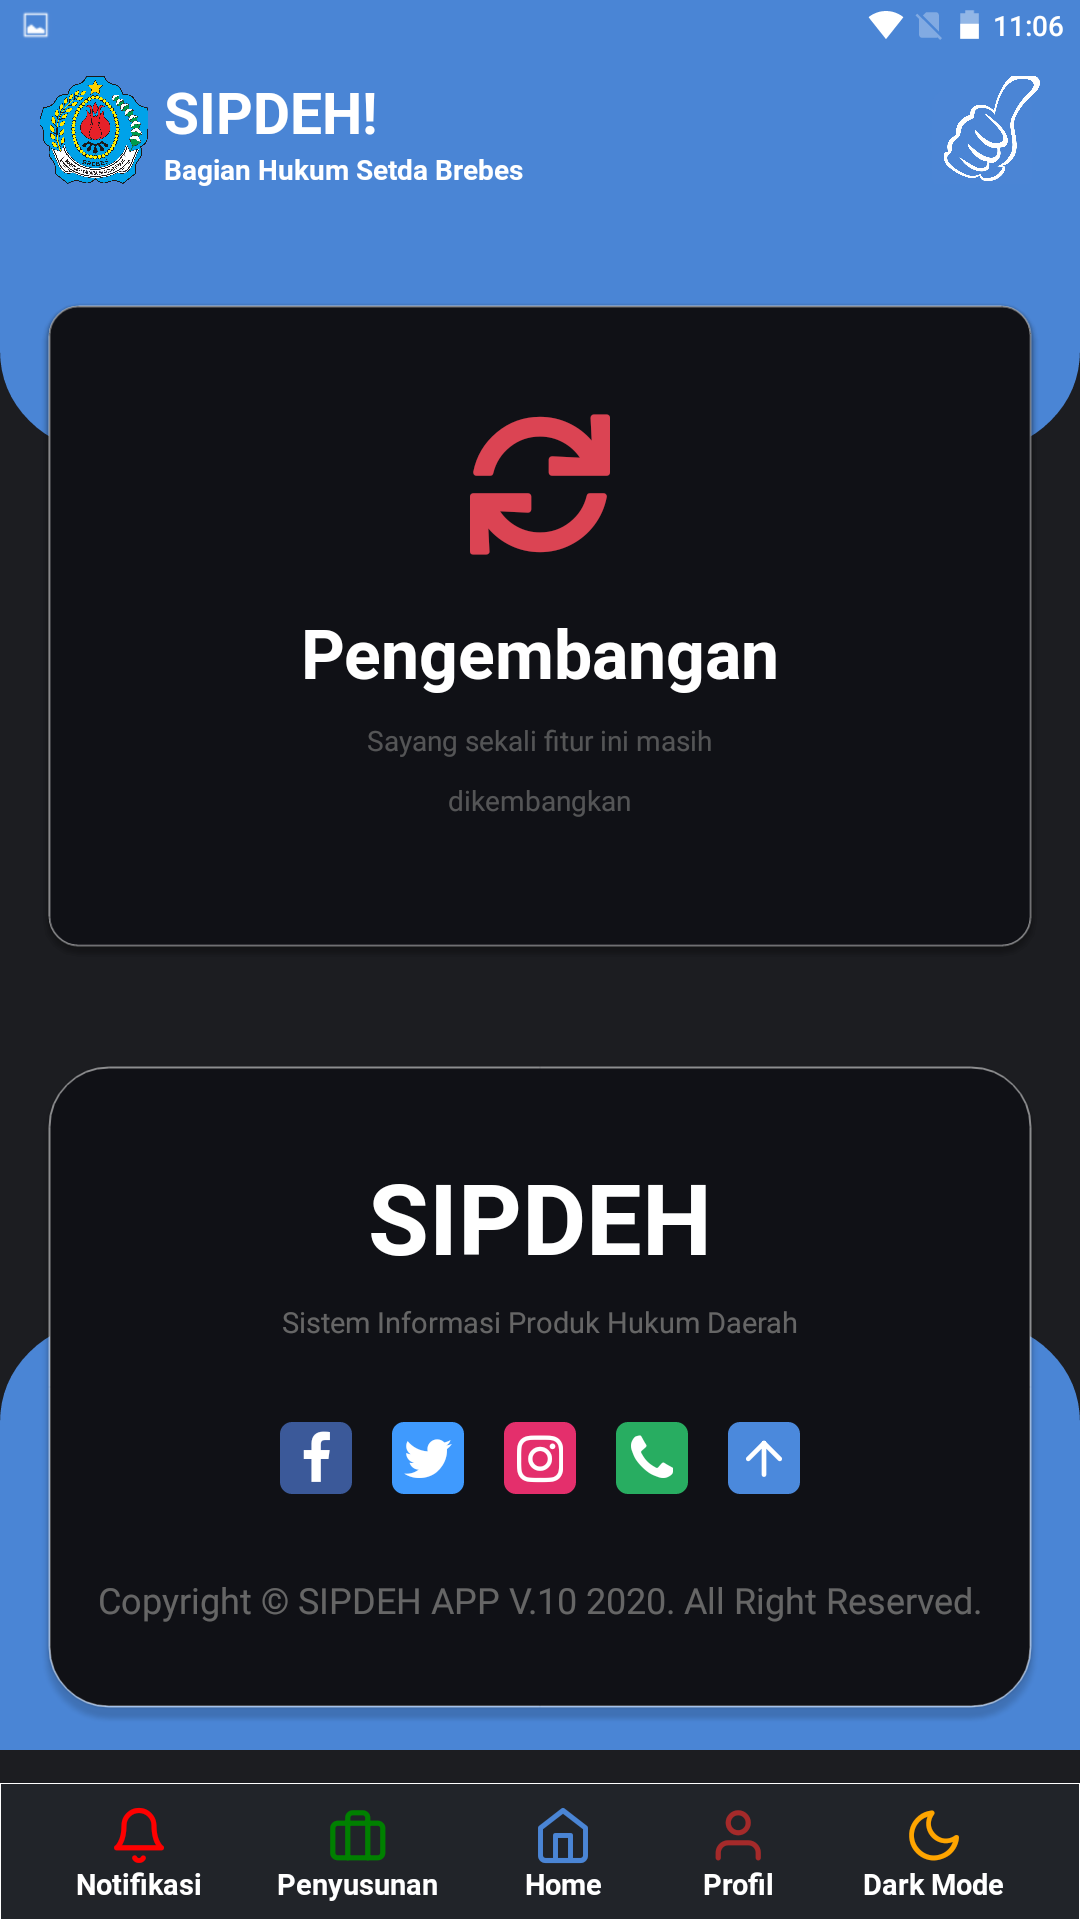 11:06
SIPDEH!
Bagian Hukum Setda Brebes
Pengembangan
Sayang sekali fitur ini masih
dikembangkan
SIPDEH
Sistem Informasi Produk Hukum Daerah
Copyright © SIPDEH APP V.10 2020. All Right Reserved.
Notifikasi Penyusunan Home Profil Dark Mode